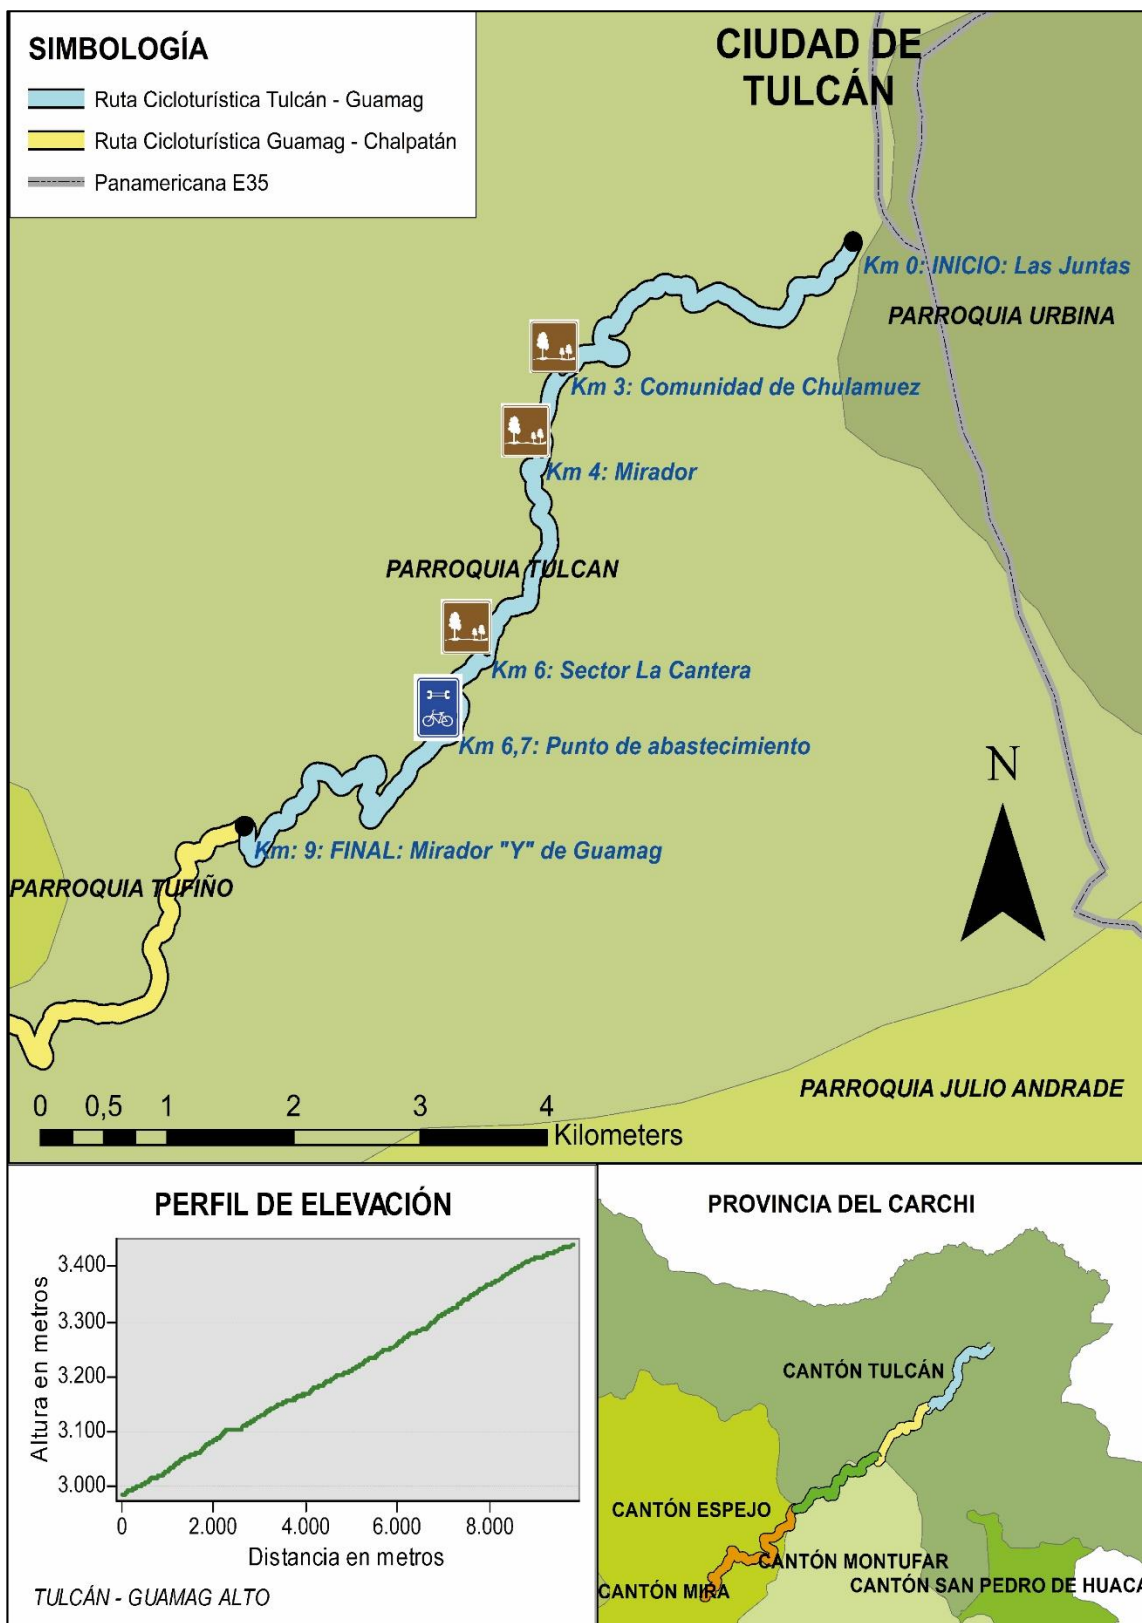 SIMBOLOGÍA
Ruta Cicloturística Tulcán - Guamag
Ruta Cicloturística Guamag - Chalpatán
Panamericana E35
CIUDAD DE
TULCÁN
Km 0: INICIO: Las Juntas
PARROQUIA URBINA
Km 3: Comunidad de Chulamuez
Km 4: Mirador
PARROQUIA TULCAN
Km 6: Sector La Cantera
Km 6,7: Punto de abastecimiento
N
Km: 9: FINAL: Mirador "Y" de Guamag
PARROQUIA TUFIÑO
PARROQUIA JULIO ANDRADE
0 0,5 1 2 3 4
Kilometers
PERFIL DE ELEVACIÓN
Altura en metros
3.400
3.300
3.200
3.100
3.000
0 2.000 4.000 6.000 8.000
Distancia en metros
TULCÁN - GUAMAG ALTO
PROVINCIA DEL CARCHI
CANTÓN TULCÁN
CANTÓN ESPEJO
CANTÓN MONTUFAR
CANTÓN MIRA
CANTÓN SAN PEDRO DE HUACA